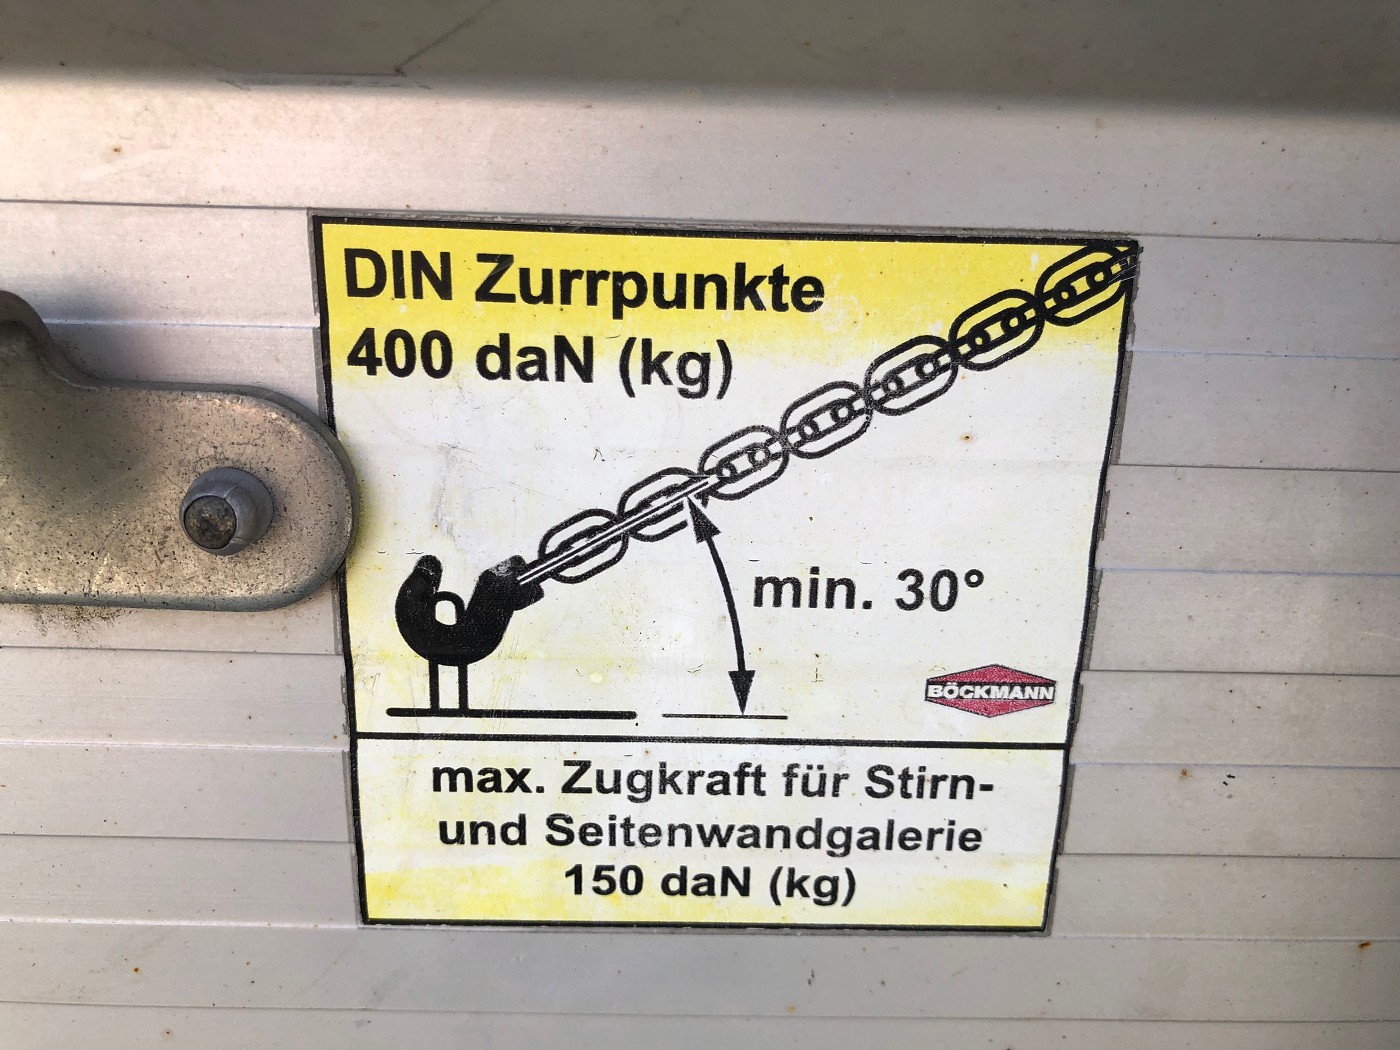 DIN Zurrpunkte
400 daN (kg)
min. 30°
BÖCKMANN
max. Zugkraft für Stirn-
und Seitenwandgalerie
150 daN (kg)